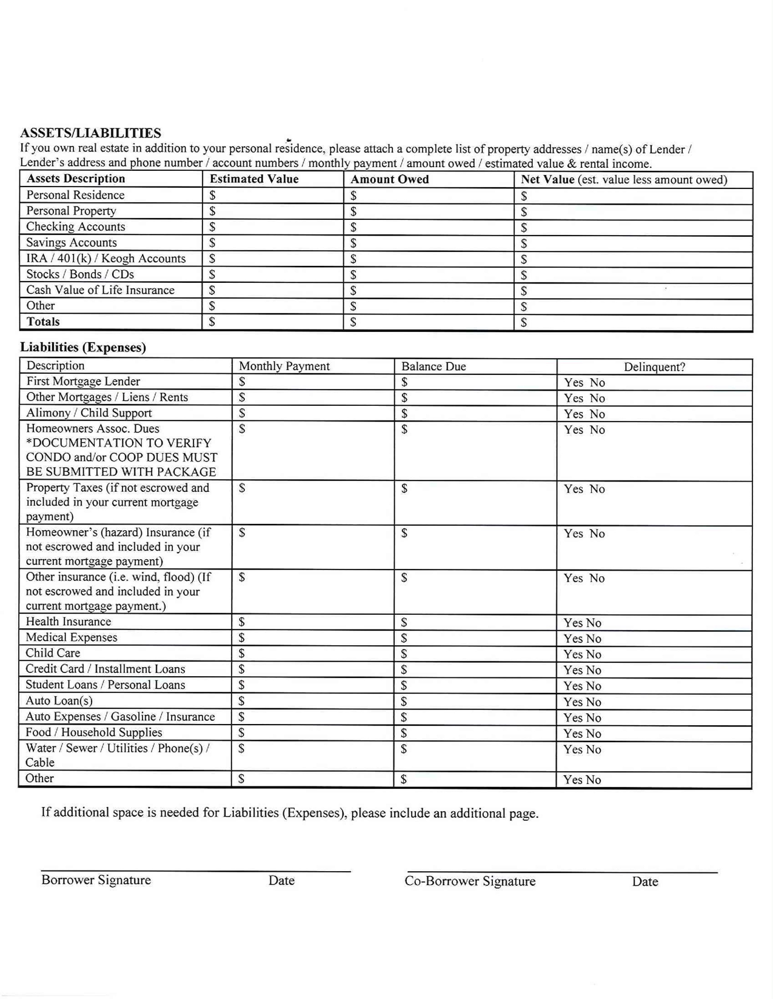 ASSETS/LIABILITIES
If you own real estate in addition to your personal residence, please attach a complete list of property addresses / name(s) of Lender /
Lender's address and phone number / account numbers / monthly payment / amount owed / estimated value & rental income.
Assets Description Estimated Value Amount Owed Net Value (est. value less amount owed)
Personal Residence $ $ $
Personal Property $ $ $
Checking Accounts $ $ $
Savings Accounts $ $ $
IRA / 401(k) / Keogh Accounts $ $ $
Stocks / Bonds / CDs $ $ $
Cash Value of Life Insurance $ $ $
Other $ $ $
Totals $ $ $
Liabilities (Expenses)
Description Monthly Payment Balance Due Delinquent?
First Mortgage Lender $ $ Yes No
Other Mortgages / Liens / Rents $ $ Yes No
Alimony / Child Support $ $ Yes No
Homeowners Assoc. Dues $ $ Yes No
*DOCUMENTATION TO VERIFY
CONDO and/or COOP DUES MUST
BE SUBMITTED WITH PACKAGE
Property Taxes (if not escrowed and $ $ Yes No
included in your current mortgage
payment)
Homeowner's (hazard) Insurance (if $ $ Yes No
not escrowed and included in your
current mortgage payment)
Other insurance (i.e. wind, flood) (If $ $ Yes No
not escrowed and included in your
current mortgage payment.)
Health Insurance $ $ Yes No
Medical Expenses $ $ Yes No
Child Care $ $ Yes No
Credit Card / Installment Loans $ $ Yes No
Student Loans / Personal Loans $ $ Yes No
Auto Loan(s) $ $ Yes No
Auto Expenses / Gasoline / Insurance $ $ Yes No
Food / Household Supplies $ $ Yes No
Water / Sewer / Utilities / Phone(s) / $ $ Yes No
Cable
Other $ $ Yes No
If additional space is needed for Liabilities (Expenses), please include an additional page.
Borrower Signature Date Co-Borrower Signature Date